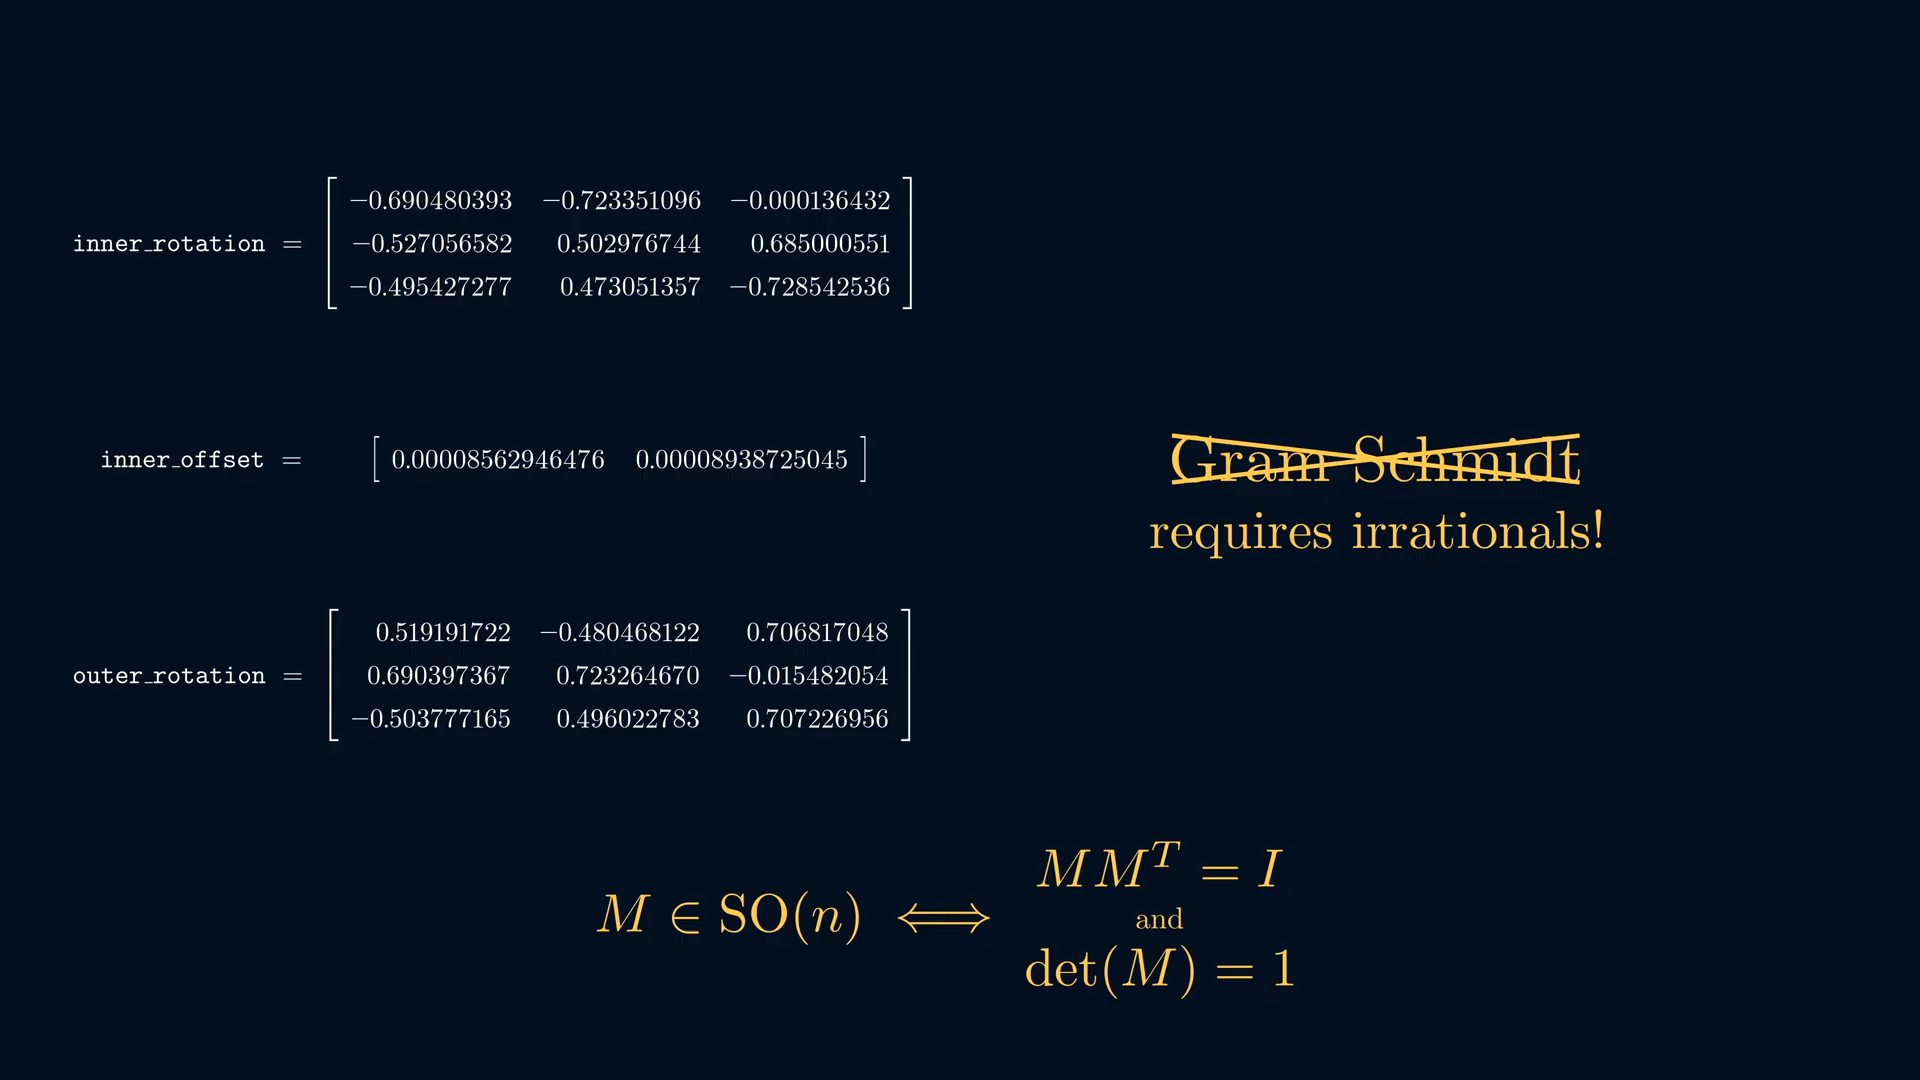 inner_rotation = [ −0.690480393 −0.723351096 −0.000136432
−0.527056582 0.502976744 0.685000551
−0.495427277 0.473051357 −0.728542536 ]
inner_offset = [ 0.00008562946476 0.00008938725045 ]
Gram Schmidt
requires irrationals!
outer_rotation = [ 0.519191722 −0.480468122 0.706817048
0.690397367 0.723264670 −0.015482054
−0.503777165 0.496022783 0.707226956 ]
M ∈ SO(n) ⟺
MM^T = I
and
det(M) = 1